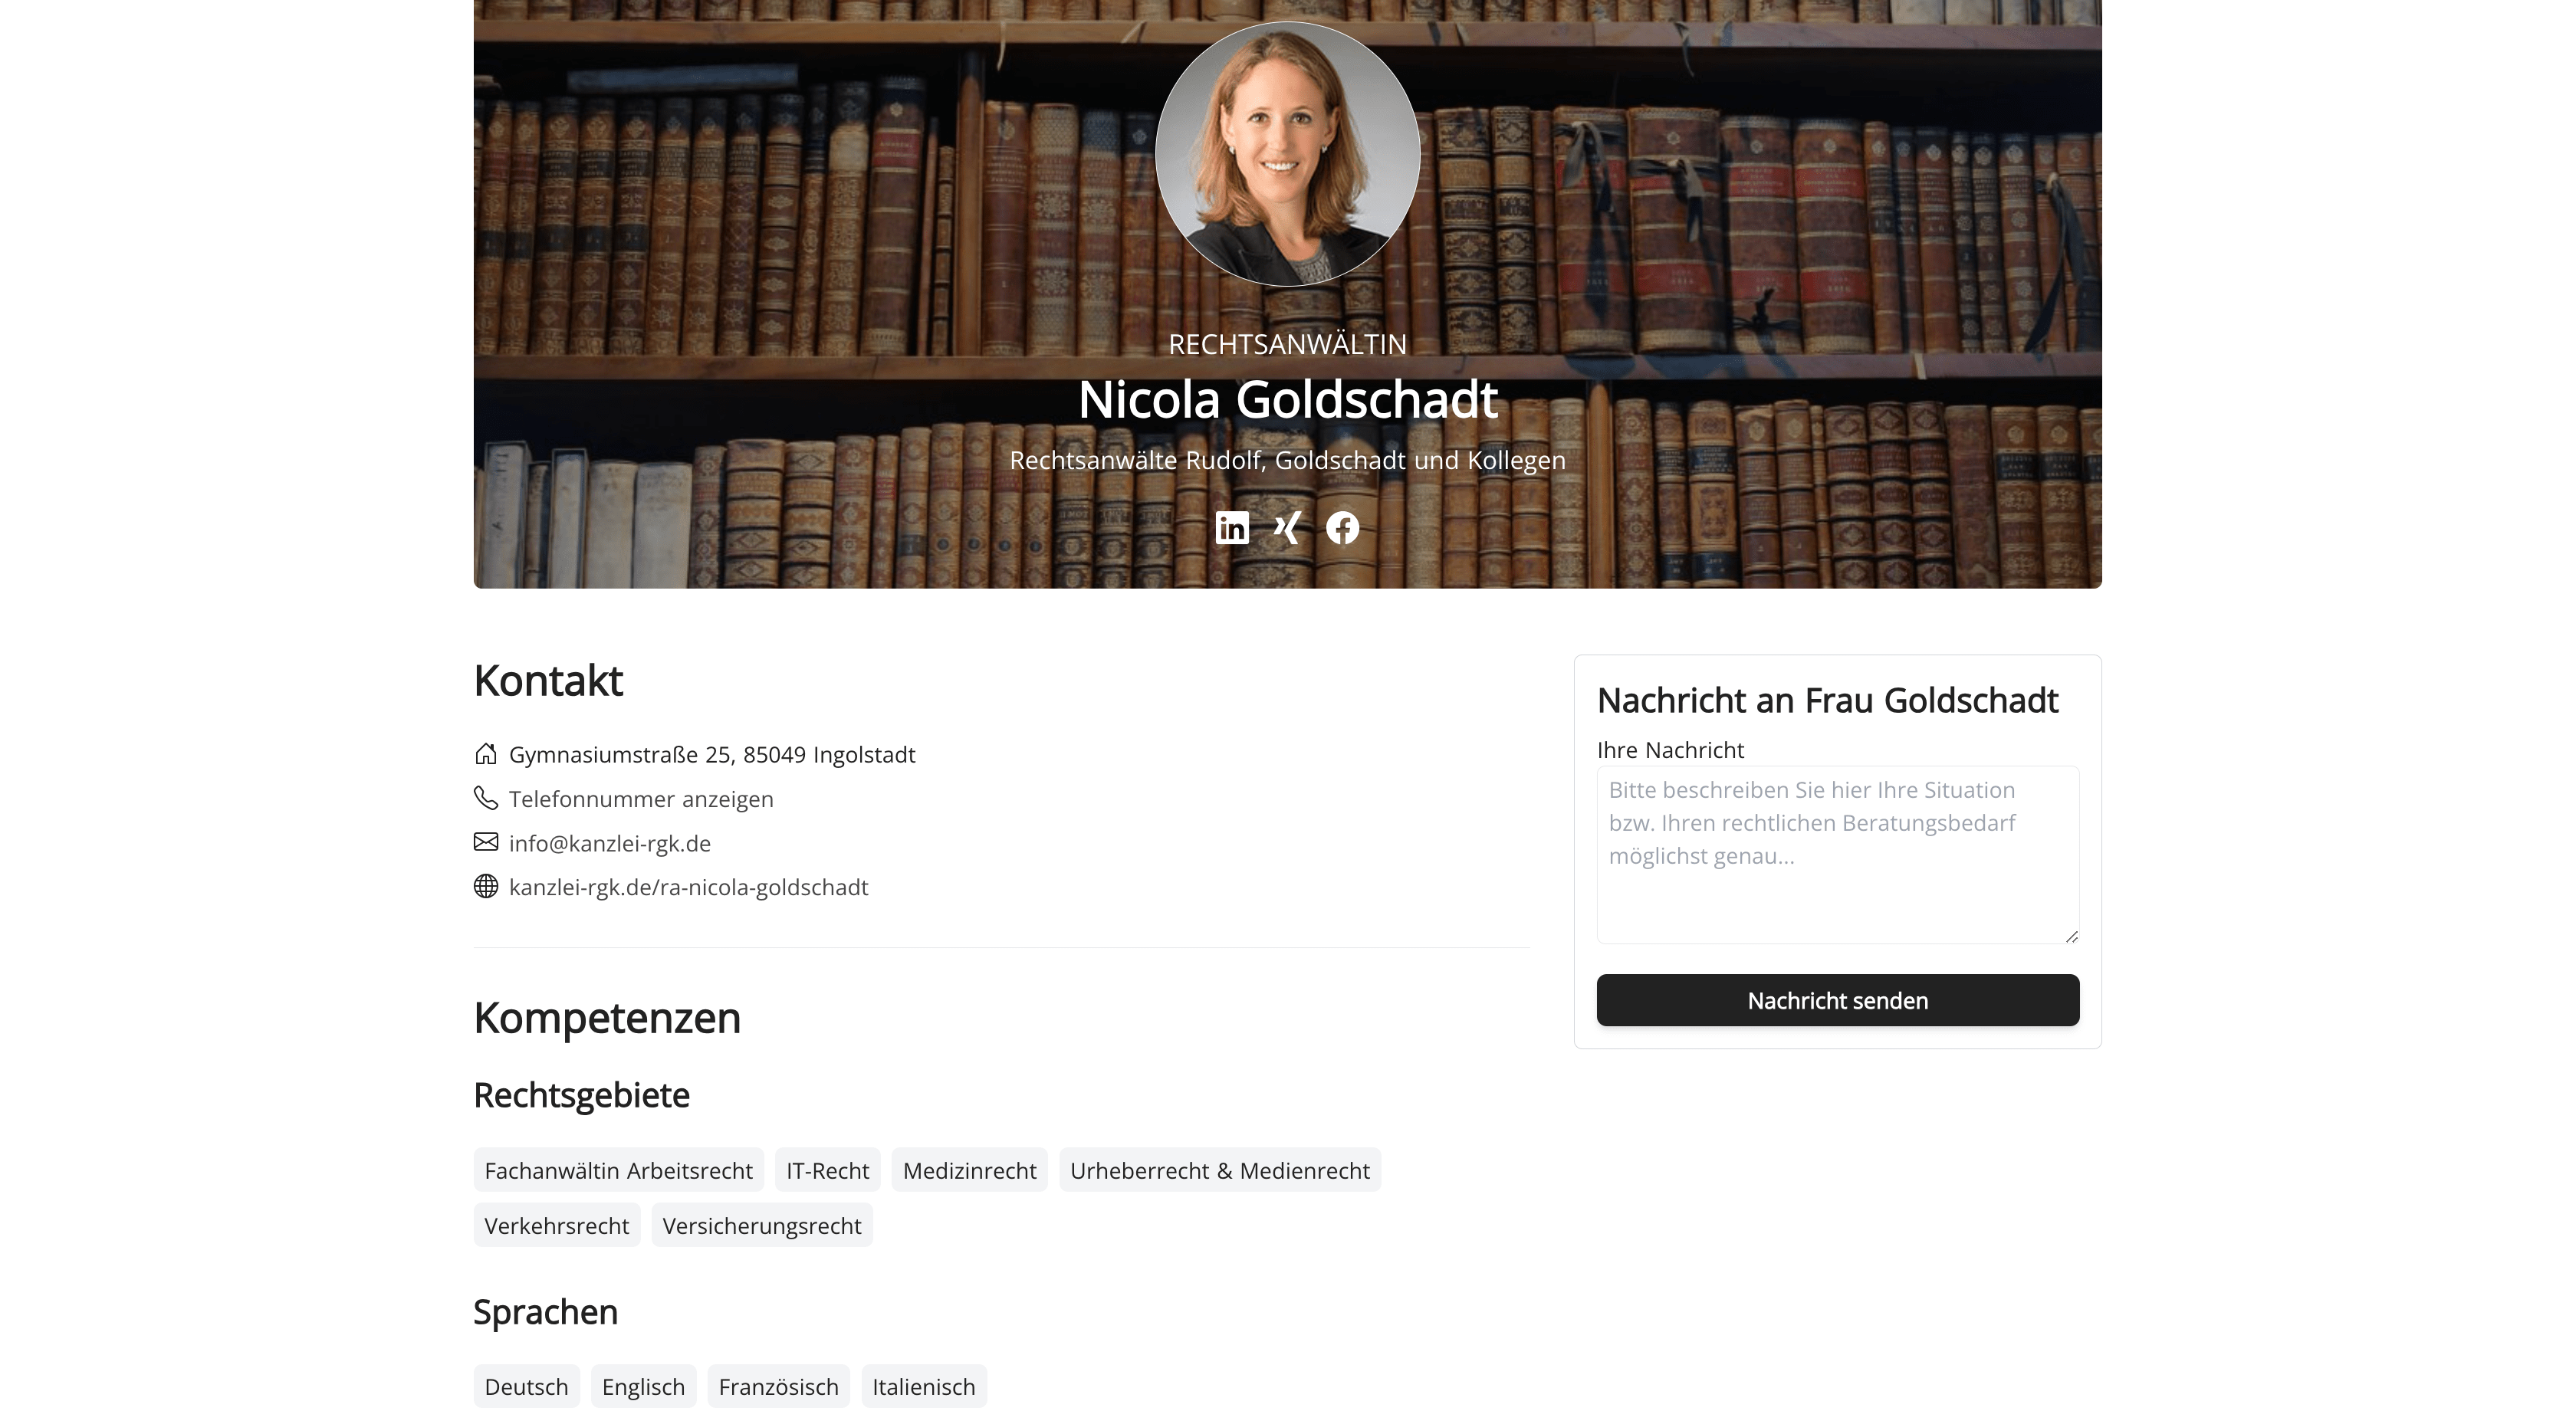 RECHTSANWÄLTIN
Nicola Goldschadt
Rechtsanwälte Rudolf, Goldschadt und Kollegen
Kontakt
Gymnasiumstraße 25, 85049 Ingolstadt
Telefonnummer anzeigen
info@kanzlei-rgk.de
kanzlei-rgk.de/ra-nicola-goldschadt
Nachricht an Frau Goldschadt
Ihre Nachricht
Bitte beschreiben Sie hier Ihre Situation
bzw. Ihren rechtlichen Beratungsbedarf
möglichst genau...
Nachricht senden
Kompetenzen
Rechtsgebiete
Fachanwältin Arbeitsrecht IT-Recht Medizinrecht Urheberrecht & Medienrecht
Verkehrsrecht Versicherungsrecht
Sprachen
Deutsch Englisch Französisch Italienisch